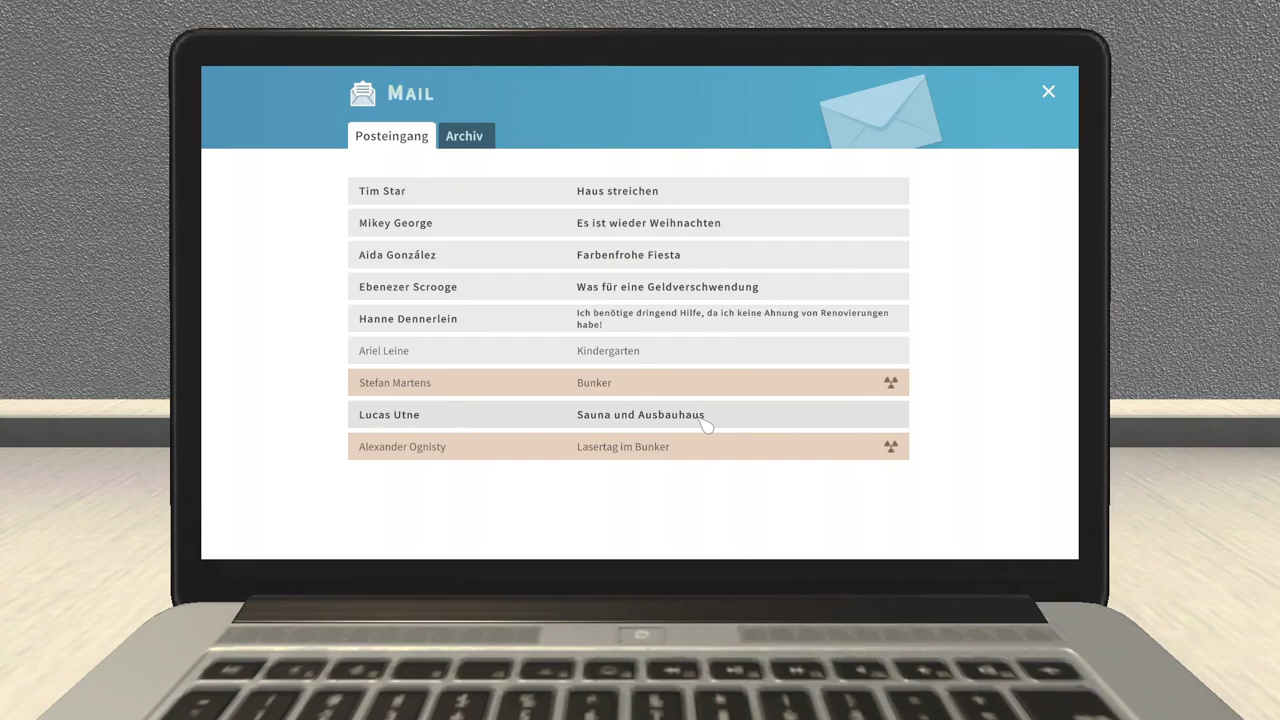 MAIL
Posteingang
Archiv
Tim Star Haus streichen
Mikey George Es ist wieder Weihnachten
Aida González Farbenfrohe Fiesta
Ebenezer Scrooge Was für eine Geldverschwendung
Hanne Dennerlein Ich benötige dringend Hilfe, da ich keine Ahnung von Renovierungen
habe!
Ariel Leine Kindergarten
Stefan Martens Bunker
Lucas Utne Sauna und Ausbauhaus
Alexander Ognisty Lasertag im Bunker